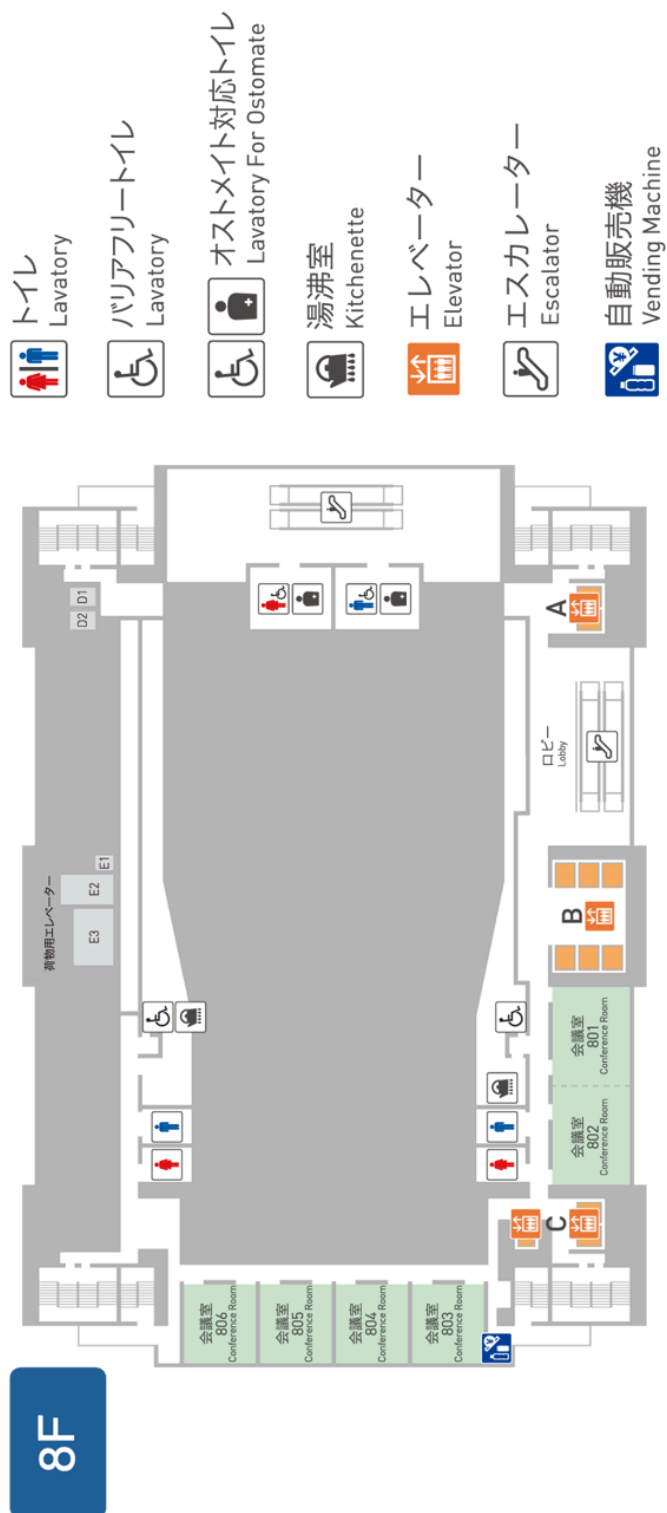 8F
トイレ
Lavatory
バリアフリートイレ
Lavatory
オストメイト対応トイレ
Lavatory For Ostomate
湯沸室
Kitchenette
エレベーター
Elevator
エスカレーター
Escalator
自動販売機
Vending Machine
荷物用エレベーター
E3
E2
E1
D2
D1
会議室
806
Conference Room
会議室
805
Conference Room
会議室
804
Conference Room
会議室
803
Conference Room
C
会議室
802
Conference Room
会議室
801
Conference Room
B
ロビー
Lobby
A